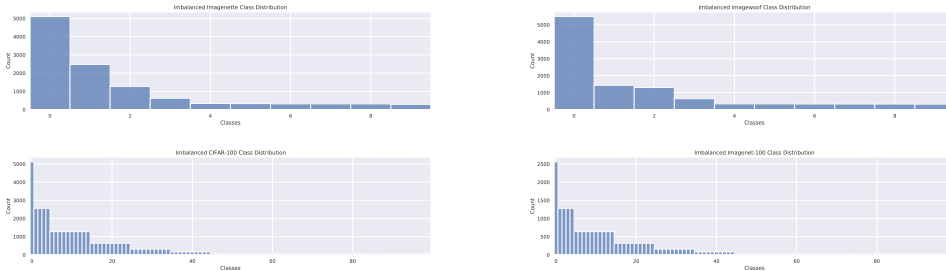 Imbalanced Imagenette Class Distribution
5000
4000
3000
2000
1000
0
Count
0 2 4 6 8
Classes
Imbalanced Imagewoof Class Distribution
5000
4000
3000
2000
1000
0
Count
0 2 4 6 8
Classes
Imbalanced CIFAR-100 Class Distribution
5000
4000
3000
2000
1000
0
Count
0 20 40 60 80
Classes
Imbalanced Imagenet-100 Class Distribution
2500
2000
1500
1000
500
0
Count
0 20 40 60 80
Classes